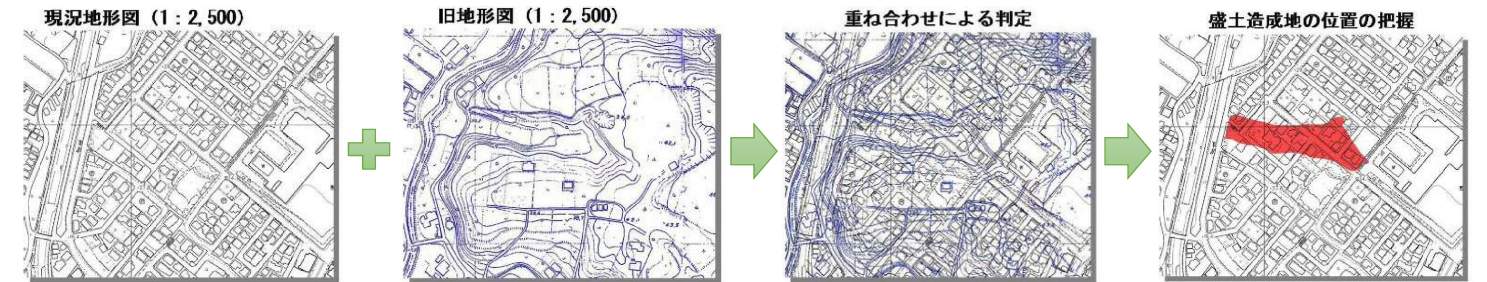 現況地形図（1：2,500）
旧地形図（1：2,500）
重ね合わせによる判定
盛土造成地の位置の把握